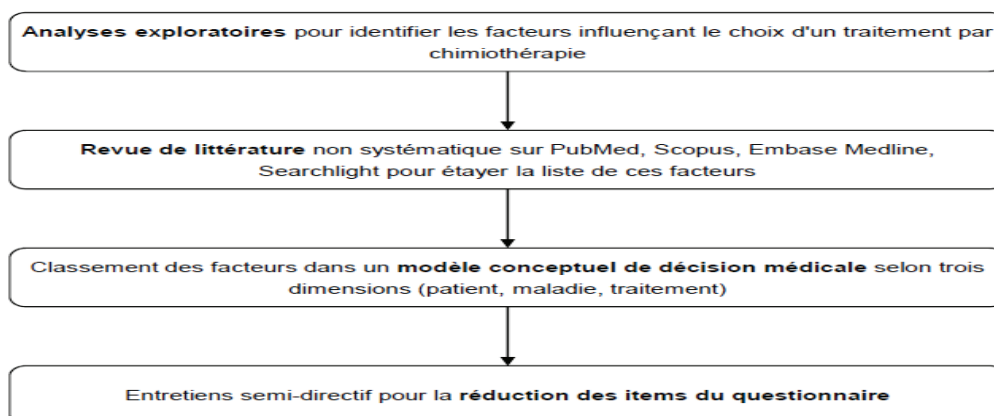 Analyses exploratoires pour identifier les facteurs influençant le choix d'un traitement par
chimiothérapie
Revue de littérature non systématique sur PubMed, Scopus, Embase Medline,
Searchlight pour étayer la liste de ces facteurs
Classement des facteurs dans un modèle conceptuel de décision médicale selon trois
dimensions (patient, maladie, traitement)
Entretiens semi-directif pour la réduction des items du questionnaire